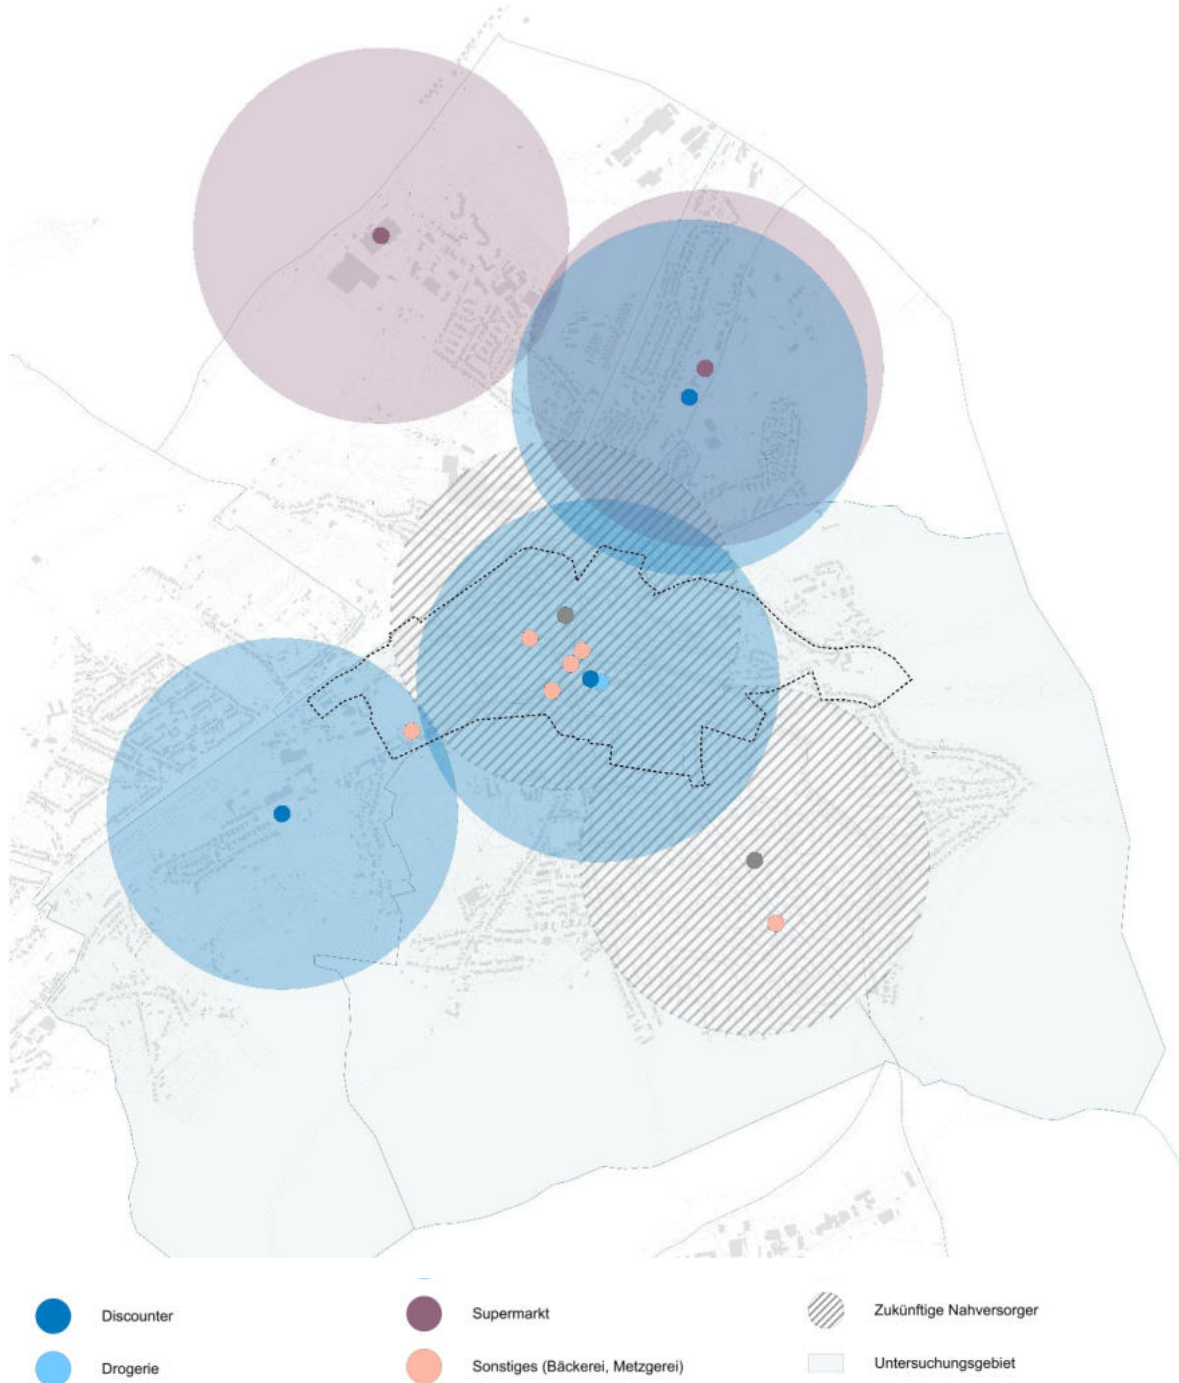 Discounter
Supermarkt
Zukünftige Nahversorger
Drogerie
Sonstiges (Bäckerei, Metzgerei)
Untersuchungsgebiet